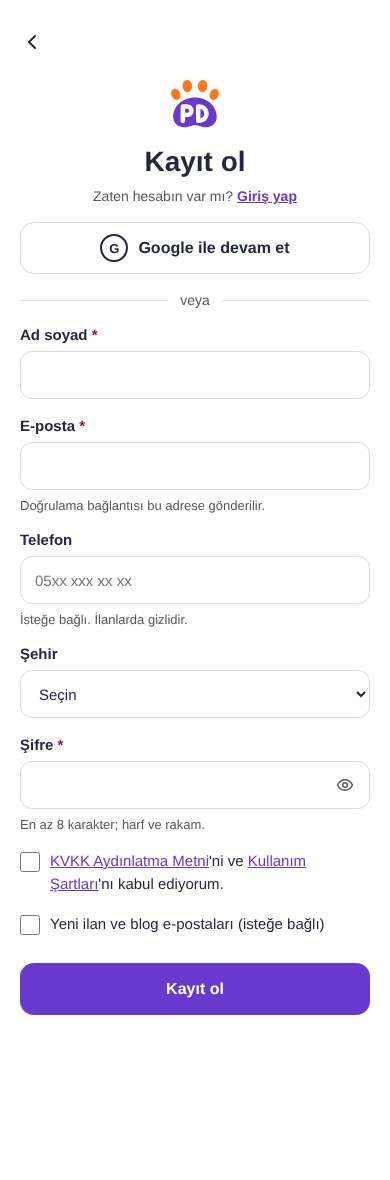 PD
Kayıt ol
Zaten hesabın var mı? Giriş yap
G Google ile devam et
veya
Ad soyad *
E-posta *
Doğrulama bağlantısı bu adrese gönderilir.
Telefon
05xx xxx xx xx
İsteğe bağlı. İlanlarda gizlidir.
Şehir
Seçin
Şifre *
En az 8 karakter; harf ve rakam.
KVKK Aydınlatma Metni'ni ve Kullanım
Şartları'nı kabul ediyorum.
Yeni ilan ve blog e-postaları (isteğe bağlı)
Kayıt ol